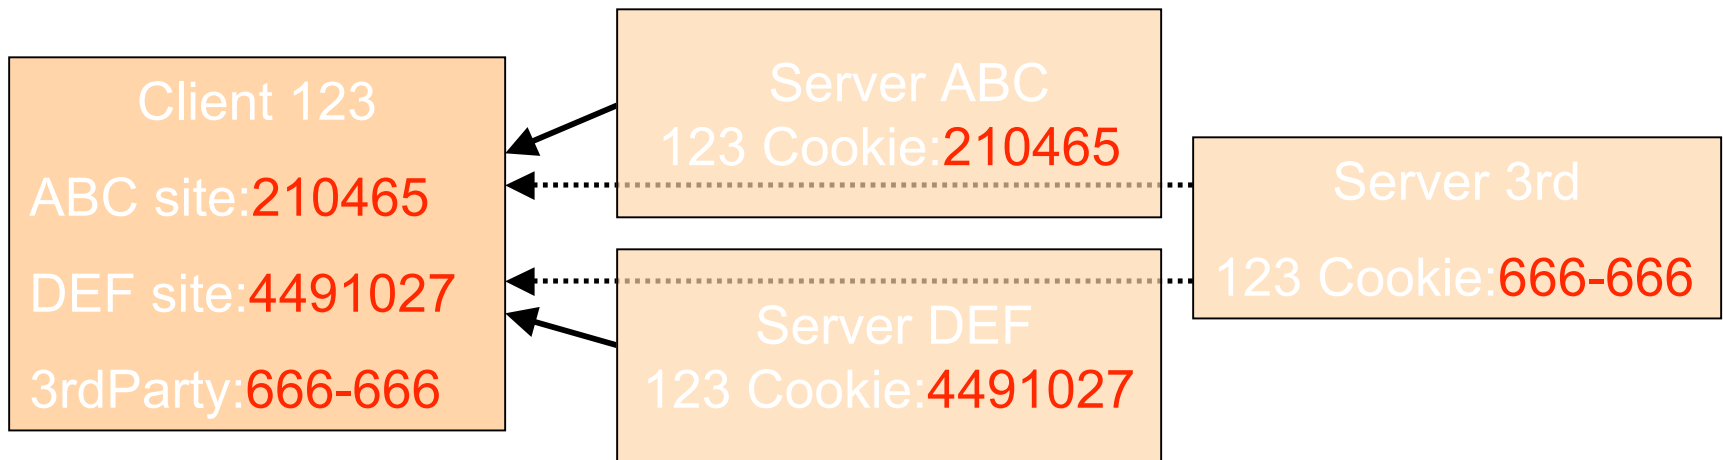 Client 123
ABC site:210465
DEF site:4491027
3rdParty:666-666
Server ABC
123 Cookie:210465
Server DEF
123 Cookie:4491027
Server 3rd
123 Cookie:666-666